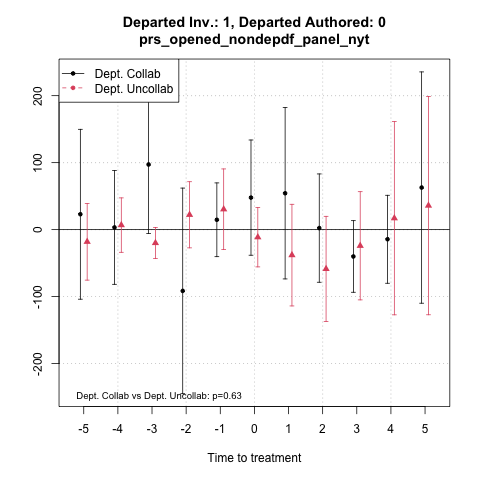 Departed Inv.: 1, Departed Authored: 0
prs_opened_nondepdf_panel_nyt
Dept. Collab
Dept. Uncollab
200
100
0
-100
-200
Dept. Collab vs Dept. Uncollab: p=0.63
-5 -4 -3 -2 -1 0 1 2 3 4 5
Time to treatment